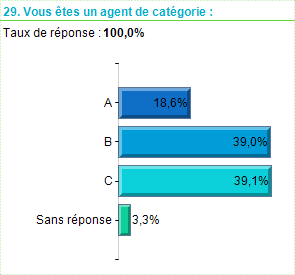 29. Vous êtes un agent de catégorie :
Taux de réponse : 100,0%
A 18,6%
B 39,0%
C 39,1%
Sans réponse 3,3%